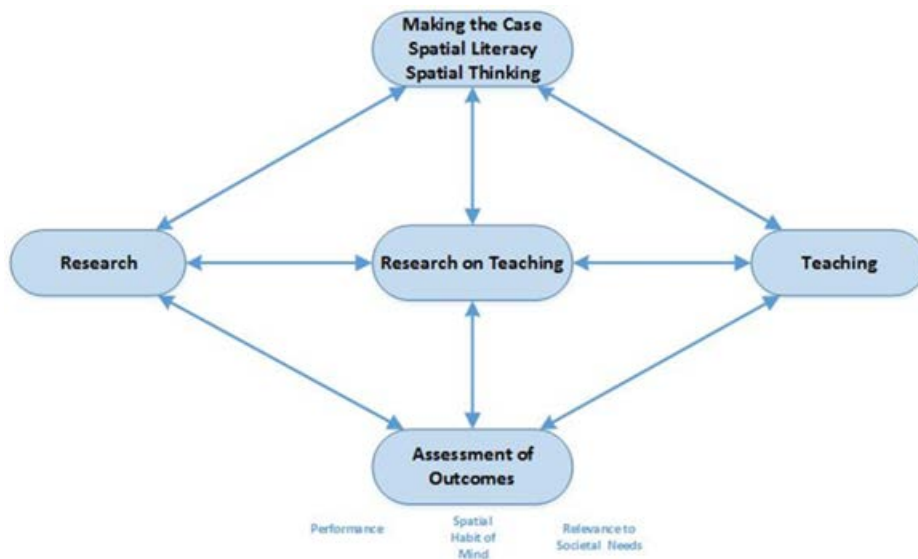 Making the Case
Spatial Literacy
Spatial Thinking
Research
Research on Teaching
Teaching
Assessment of
Outcomes
Performance
Spatial
Habit of
Mind
Relevance to
Societal Needs